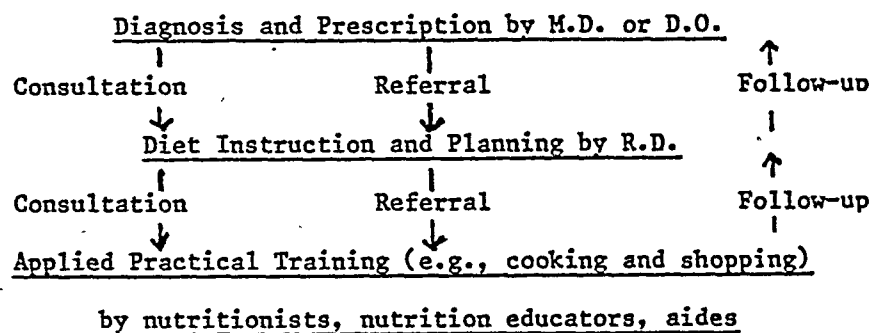 Diagnosis and Prescription by M.D. or D.O.
Consultation Referral Follow-up
Diet Instruction and Planning by R.D.
Consultation Referral Follow-up
Applied Practical Training (e.g., cooking and shopping)
by nutritionists, nutrition educators, aides